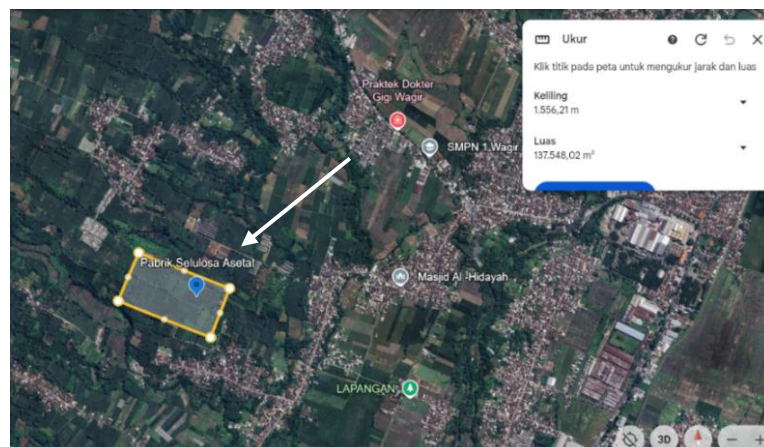 Ukur
Klik titik pada peta untuk mengukur jarak dan luas
Keliling
1.556,21 m
Luas
137.548,02 m²
Praktek Dokter
Gigi Wagir
SMPN 1 Wagir
Pabrik Selulosa Asetat
Masjid Al -Hidayah
LAPANGAN
3D